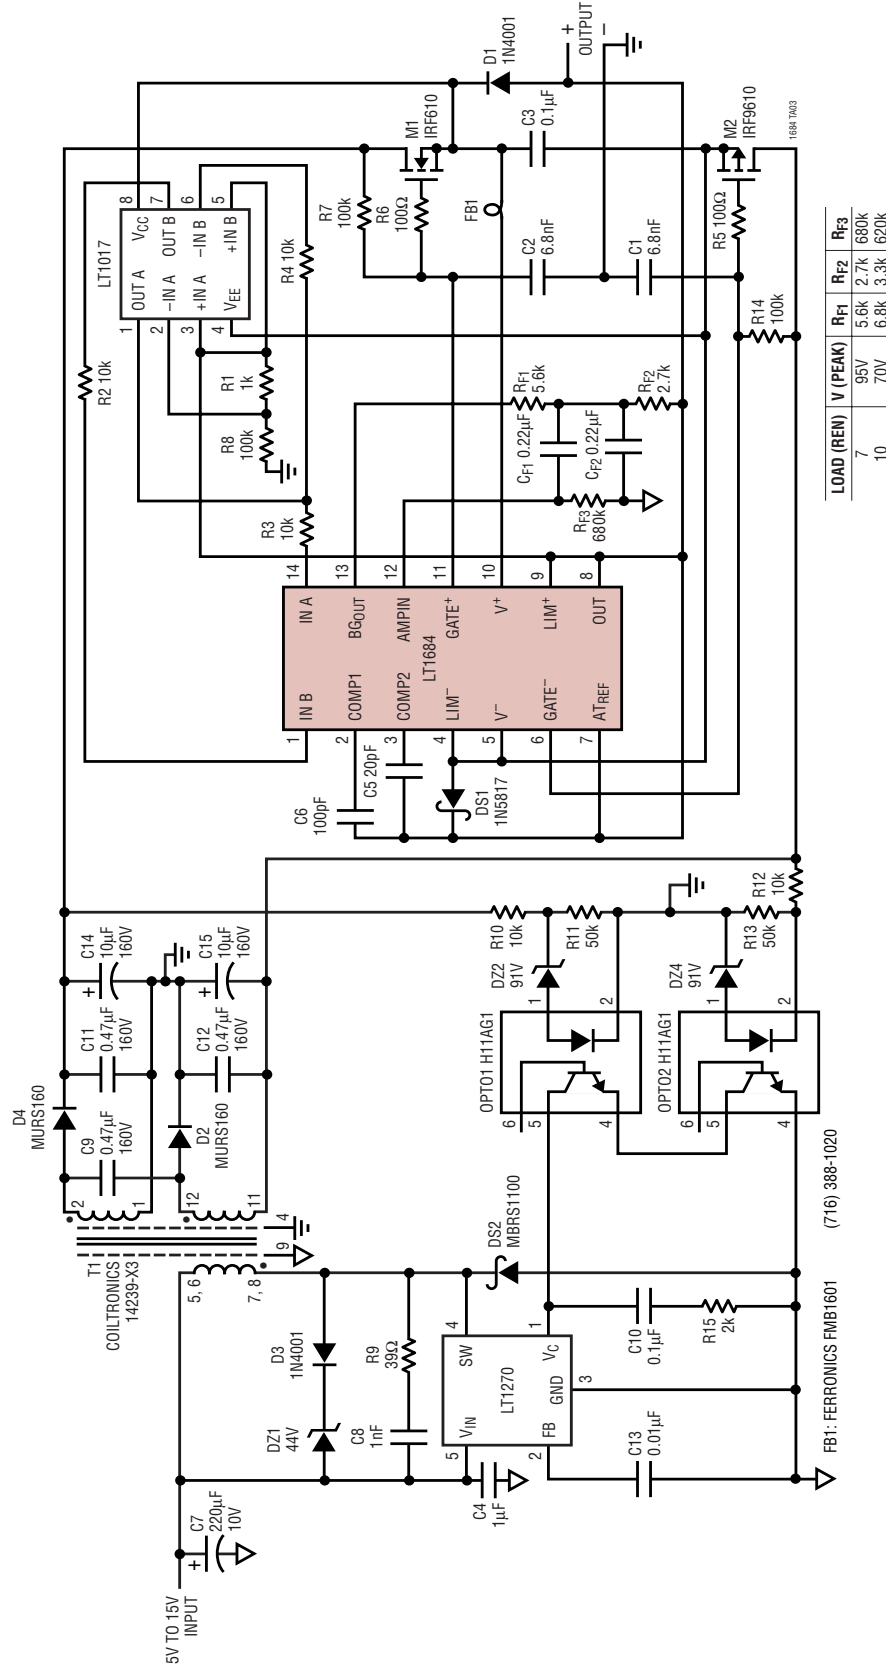 5V TO 15V
INPUT
C7
220µF
10V
+
T1
COILTRONICS
14239-X3
5, 6
7, 8
9
4
2
1
12
11
D4
MURS160
C9
0.47µF
160V
D2
MURS160
C11
0.47µF
160V
C12
0.47µF
160V
C14
10µF
160V
+
C15
10µF
160V
+
DZ1
44V
D3
1N4001
C8
1nF
R9
39Ω
C4
1µF
LT1270
VIN
SW
FB
GND
VC
5
4
2
3
1
DS2
MBRS1100
C13
0.01µF
C10
0.1µF
R15
2k
OPTO1 H11AG1
6
5
4
1
2
OPTO2 H11AG1
6
5
4
1
2
DZ2
91V
DZ4
91V
R10
10k
R11
50k
R13
50k
R12
10k
C6
100pF
C5 20pF
DS1
1N5817
LT1684
IN B
COMP1
COMP2
LIM–
V–
GATE–
ATREF
1
2
3
4
5
6
7
IN A
BGOUT
AMPIN
GATE+
V+
LIM+
OUT
14
13
12
11
10
9
8
R2 10k
R3
10k
R8
100k
R1
1k
R4 10k
LT1017
OUT A
–IN A
+IN A
VEE
1
2
3
4
VCC
OUT B
–IN B
+IN B
8
7
6
5
RF1
5.6k
RF2
2.7k
CF1 0.22µF
CF2 0.22µF
RF3
680k
R7
100k
R6
100Ω
M1
IRF610
FB1
C2
6.8nF
C1
6.8nF
C3
0.1µF
R5 100Ω
R14
100k
M2
IRF9610
D1
1N4001
+
OUTPUT
–
1684 TA03
FB1: FERRONICS FMB1601
(716) 388-1020
LOAD (REN) V (PEAK) RF1 RF2 RF3
7 95V 5.6k 2.7k 680k
10 70V 6.8k 3.3k 620k